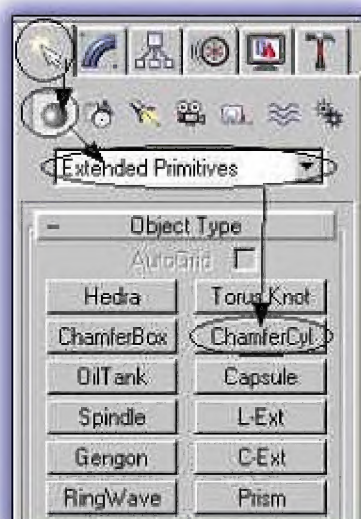 Extended Primitives
Object Type
AutoGrid
Hedra Torus Knot
ChamferBox ChamferCyl
OilTank Capsule
Spindle L-Ext
Gengon C-Ext
RingWave Prism